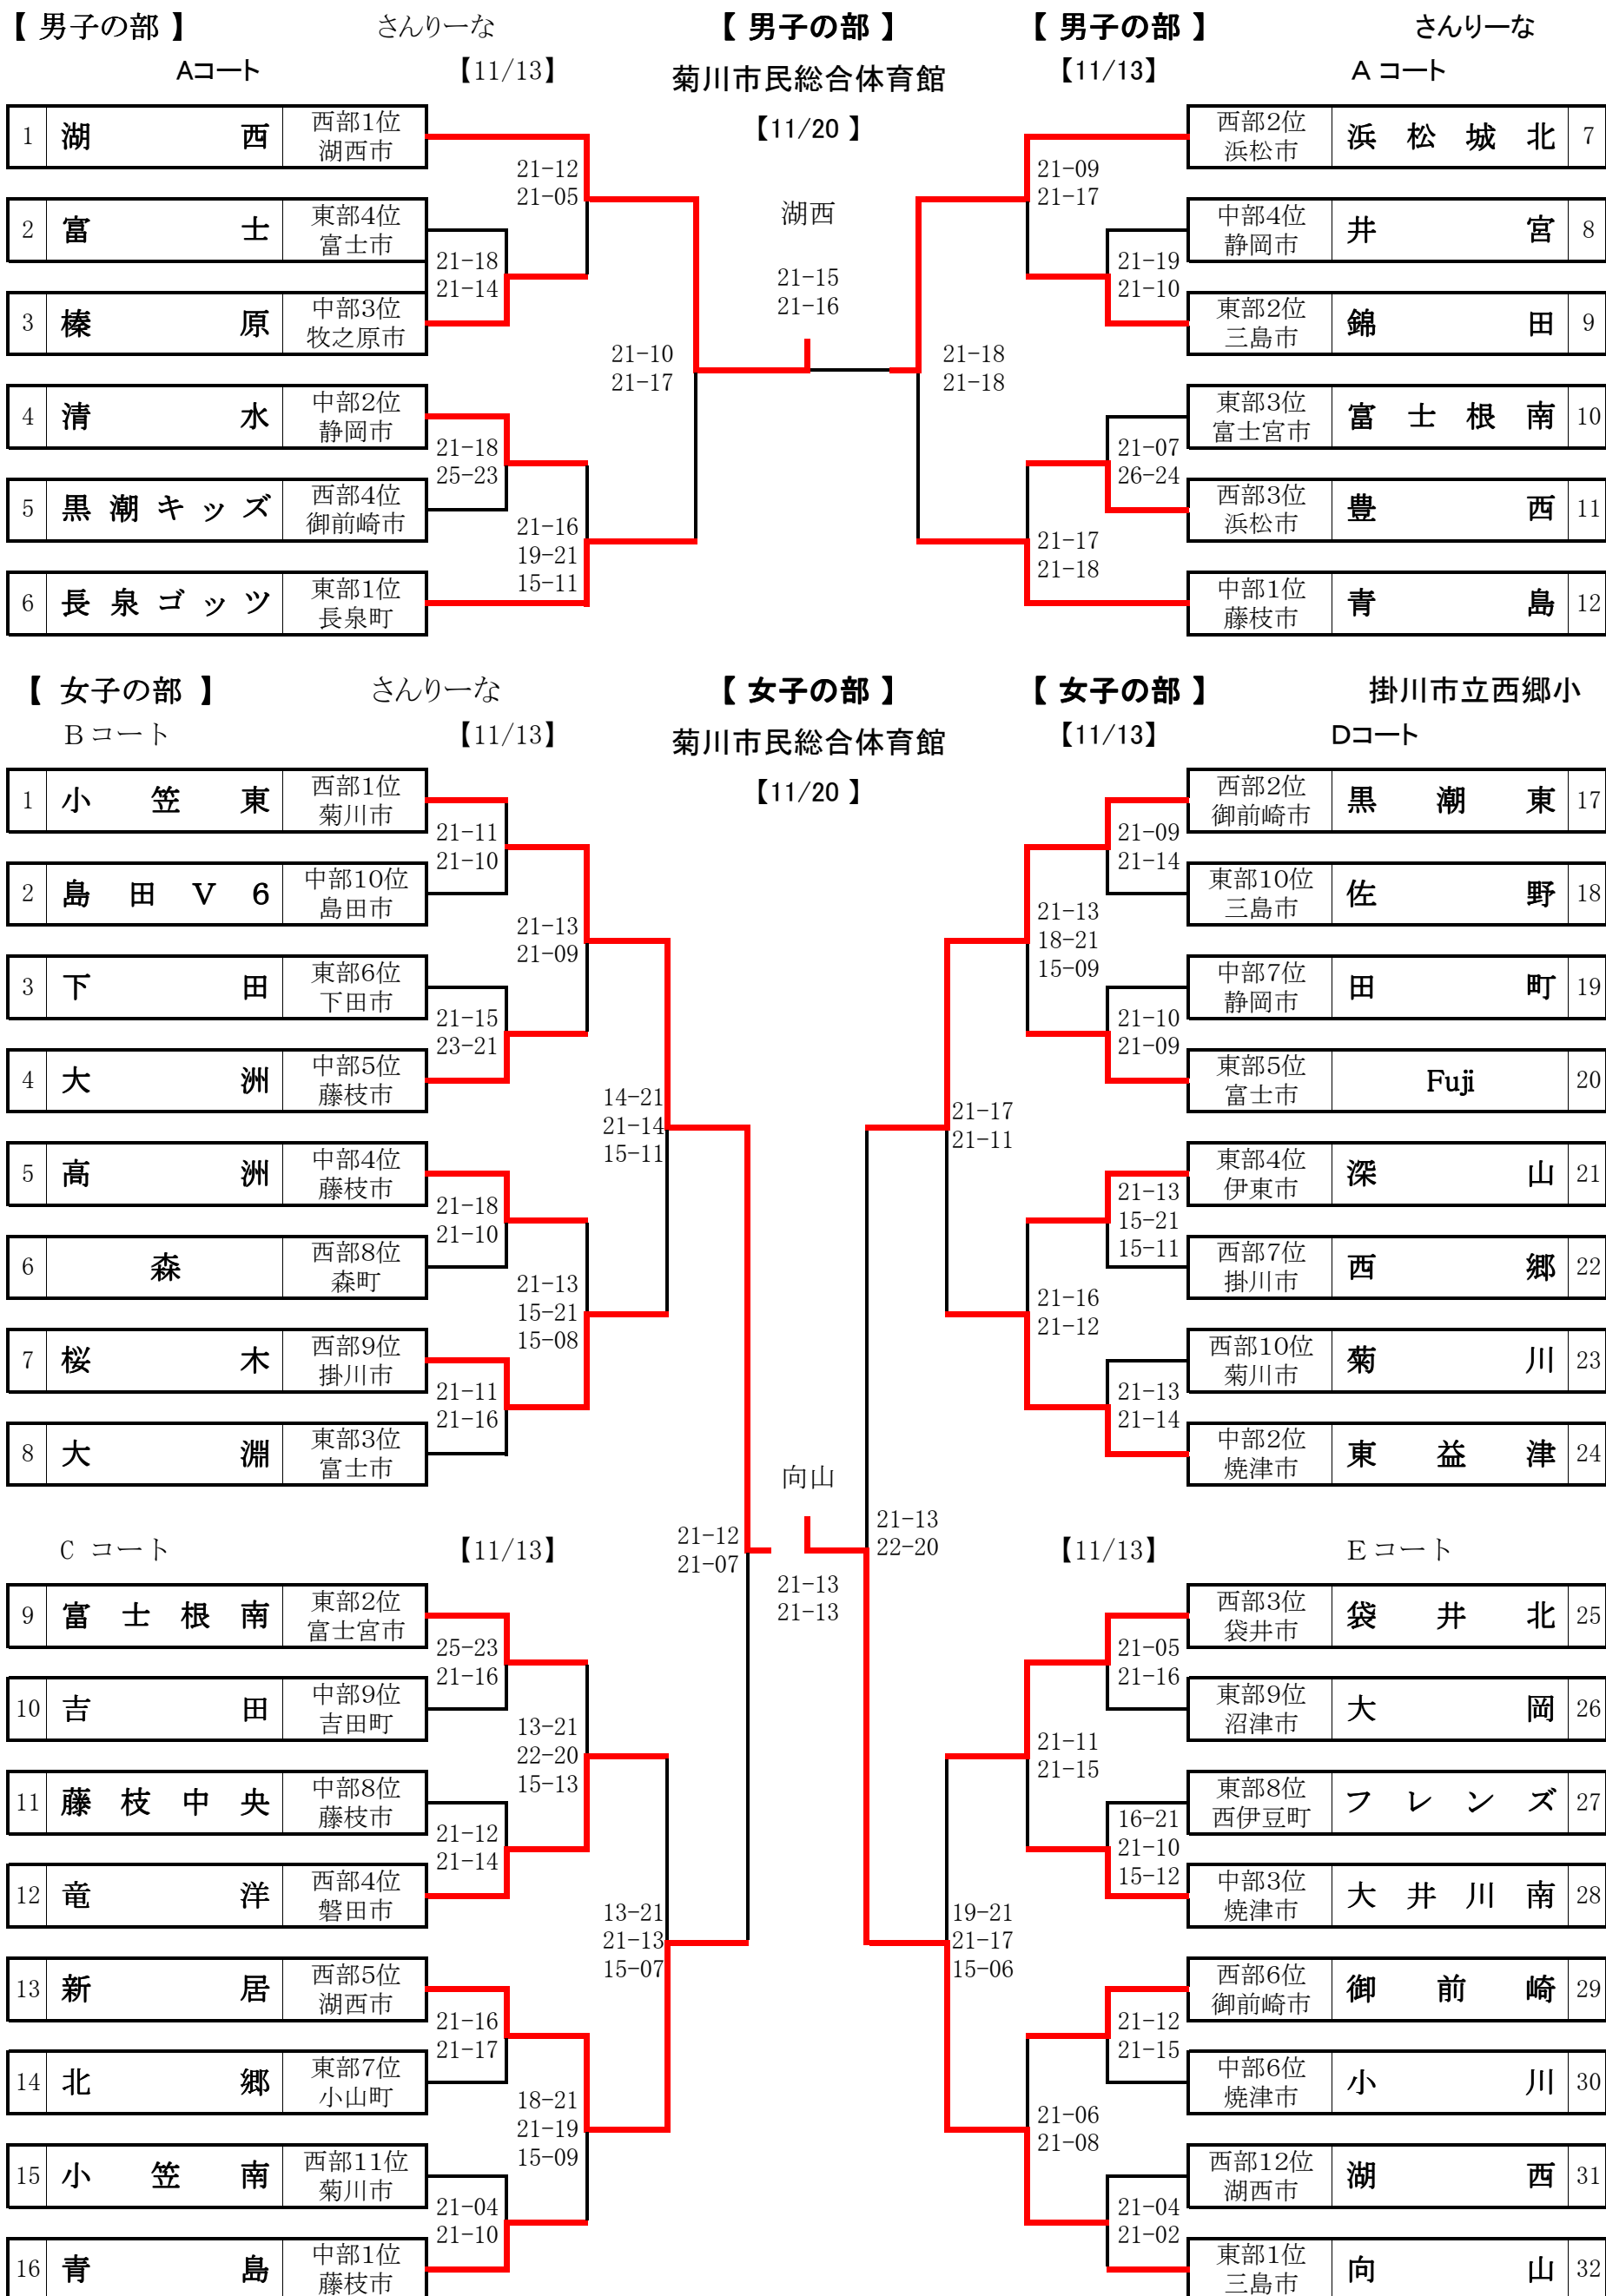 【 男子の部 】 さんりーな 【 男子の部 】 【 男子の部 】 さんりーな
Aコート 【11/13】 菊川市民総合体育館 【11/13】 A コート
【11/20 】
1 湖西 西部1位 湖西市
2 富士 東部4位 富士市
3 榛原 中部3位 牧之原市
4 清水 中部2位 静岡市
5 黒潮キッズ 西部4位 御前崎市
6 長泉ゴッツ 東部1位 長泉町
21-12
21-05
21-18
21-14
21-18
25-23
21-16
19-21
15-11
21-10
21-17
湖西
21-15
21-16
21-18
21-18
21-09
21-17
21-19
21-10
21-07
26-24
21-17
21-18
西部2位 浜松市 浜松城北 7
中部4位 静岡市 井宮 8
東部2位 三島市 錦田 9
東部3位 富士宮市 富士根南 10
西部3位 浜松市 豊西 11
中部1位 藤枝市 青島 12
【 女子の部 】 さんりーな 【 女子の部 】 【 女子の部 】 掛川市立西郷小
Bコート 【11/13】 菊川市民総合体育館 【11/13】 Dコート
【11/20 】
1 小笠東 西部1位 菊川市
2 島田V6 中部10位 島田市
3 下田 東部6位 下田市
4 大洲 中部5位 藤枝市
5 高洲 中部4位 藤枝市
6 森 西部8位 森町
7 桜木 西部9位 掛川市
8 大淵 東部3位 富士市
21-11
21-10
21-13
21-09
21-15
23-21
14-21
21-14
15-11
21-18
21-10
21-13
15-21
15-08
21-11
21-16
西部2位 御前崎市 黒潮東 17
東部10位 三島市 佐野 18
中部7位 静岡市 田町 19
東部5位 富士市 Fuji 20
東部4位 伊東市 深山 21
西部7位 掛川市 西郷 22
西部10位 菊川市 菊川 23
中部2位 焼津市 東益津 24
21-09
21-14
21-13
18-21
15-09
21-10
21-09
21-17
21-11
21-13
15-21
15-11
21-16
21-12
21-13
21-14
向山
21-12
21-07
21-13
21-13
21-13
22-20
C コート 【11/13】 【11/13】 Eコート
9 富士根南 東部2位 富士宮市
10 吉田 中部9位 吉田町
11 藤枝中央 中部8位 藤枝市
12 竜洋 西部4位 磐田市
13 新居 西部5位 湖西市
14 北郷 東部7位 小山町
15 小笠南 西部11位 菊川市
16 青島 中部1位 藤枝市
25-23
21-16
13-21
22-20
15-13
21-12
21-14
13-21
21-13
15-07
21-16
21-17
18-21
21-19
15-09
21-04
21-10
西部3位 袋井市 袋井北 25
東部9位 沼津市 大岡 26
東部8位 西伊豆町 フレンズ 27
中部3位 焼津市 大井川南 28
西部6位 御前崎市 御前崎 29
中部6位 焼津市 小川 30
西部12位 湖西市 湖西 31
東部1位 三島市 向山 32
21-05
21-16
21-11
21-15
16-21
21-10
15-12
19-21
21-17
15-06
21-12
21-15
21-06
21-08
21-04
21-02